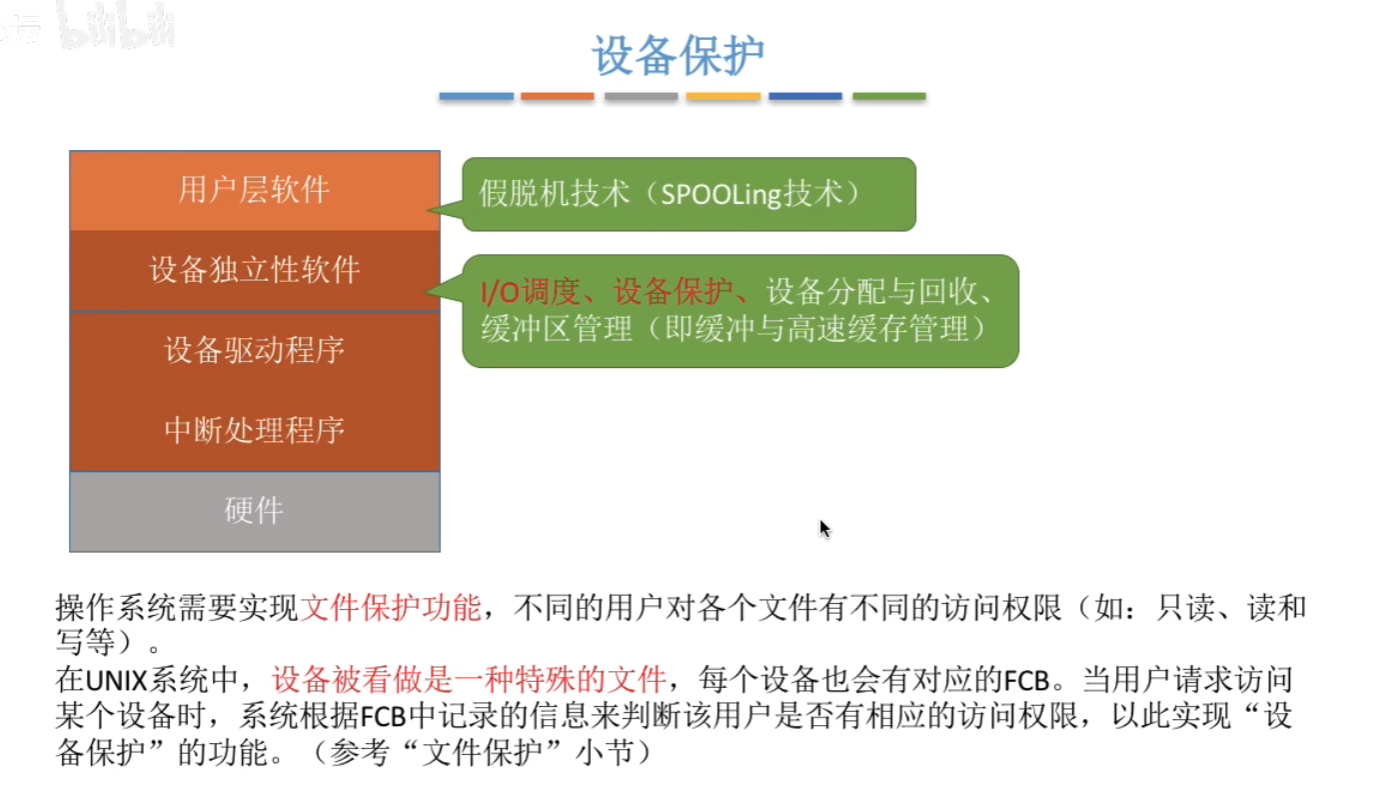 坛 bilibili
设备保护
用户层软件
假脱机技术（SPOOLing技术）
设备独立性软件
I/O调度、设备保护、设备分配与回收、
缓冲区管理（即缓冲与高速缓存管理）
设备驱动程序
中断处理程序
硬件
操作系统需要实现文件保护功能，不同的用户对各个文件有不同的访问权限（如：只读、读和
写等）。
在UNIX系统中，设备被看做是一种特殊的文件，每个设备也会有对应的FCB。当用户请求访问
某个设备时，系统根据FCB中记录的信息来判断该用户是否有相应的访问权限，以此实现“设
备保护”的功能。（参考“文件保护”小节）